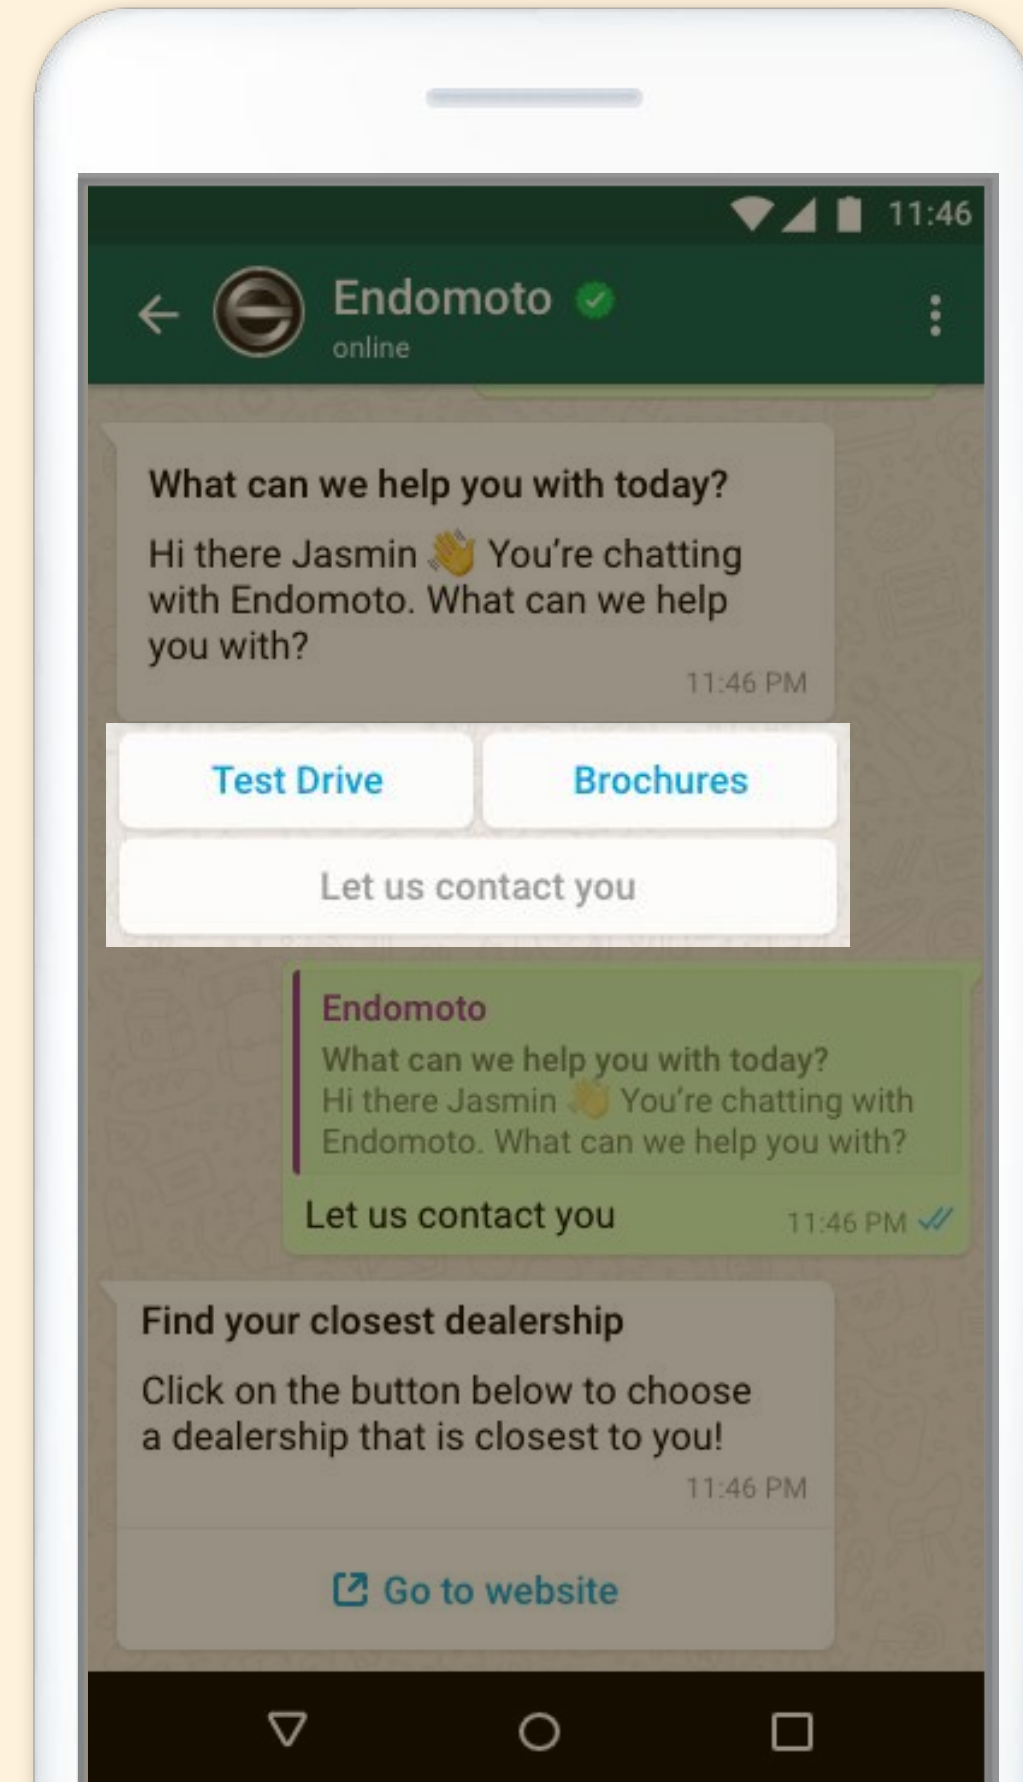 11:46
Endomoto
online
What can we help you with today?
Hi there Jasmin 👋 You're chatting
with Endomoto. What can we help
you with?
11:46 PM
Test Drive
Brochures
Let us contact you
Endomoto
What can we help you with today?
Hi there Jasmin 👋 You're chatting with
Endomoto. What can we help you with?
Let us contact you
11:46 PM
Find your closest dealership
Click on the button below to choose
a dealership that is closest to you!
11:46 PM
Go to website